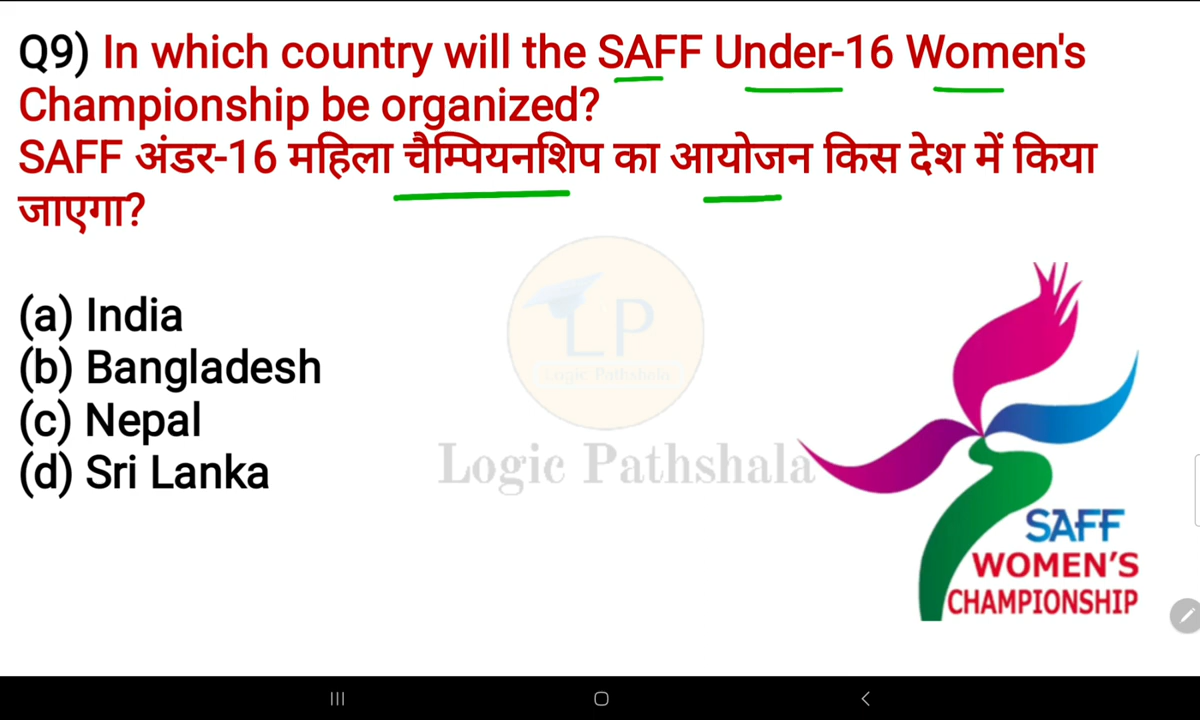 Q9) In which country will the SAFF Under-16 Women's
Championship be organized?
SAFF अंडर-16 महिला चैम्पियनशिप का आयोजन किस देश में किया
जाएगा?
(a) India
(b) Bangladesh
(c) Nepal
(d) Sri Lanka
LP
Logic Pathshala
Logic Pathshala
SAFF
WOMEN'S
CHAMPIONSHIP